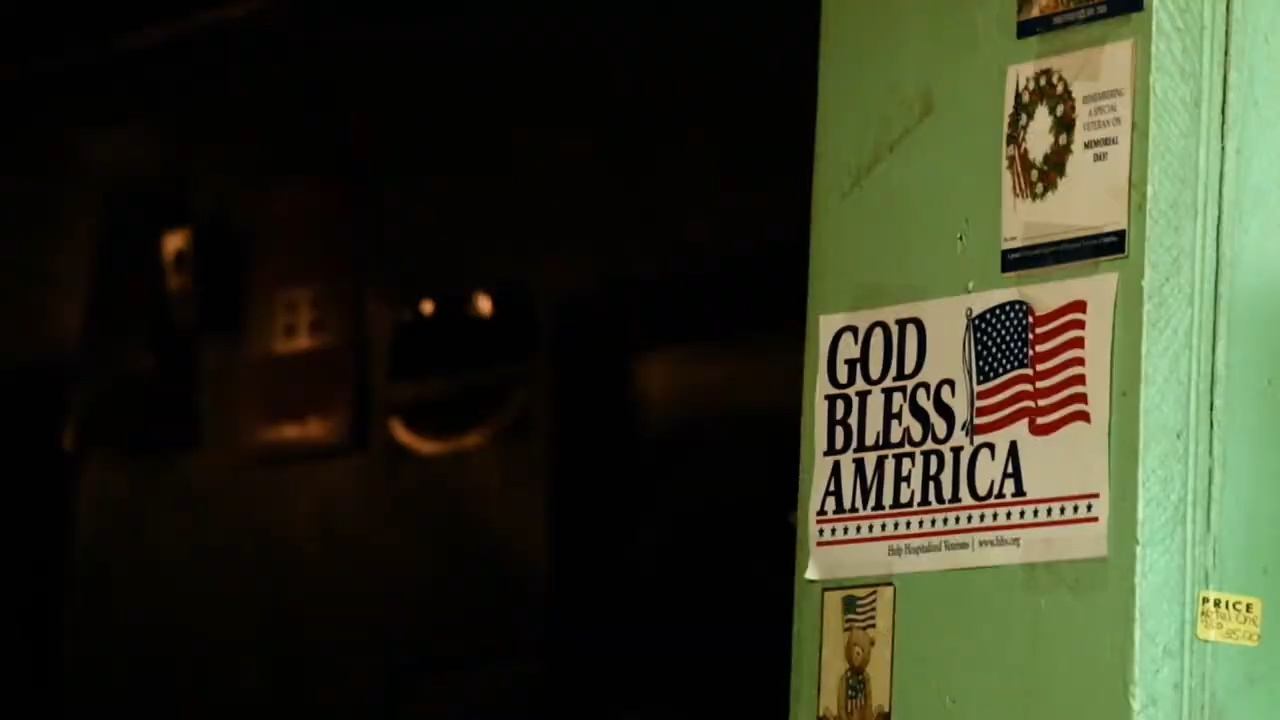 REMEMBERING
A SPECIAL
VETERAN ON
MEMORIAL
DAY!
GOD
BLESS
AMERICA
Help Hospitalized Veterans | www.hhv.org
PRICE